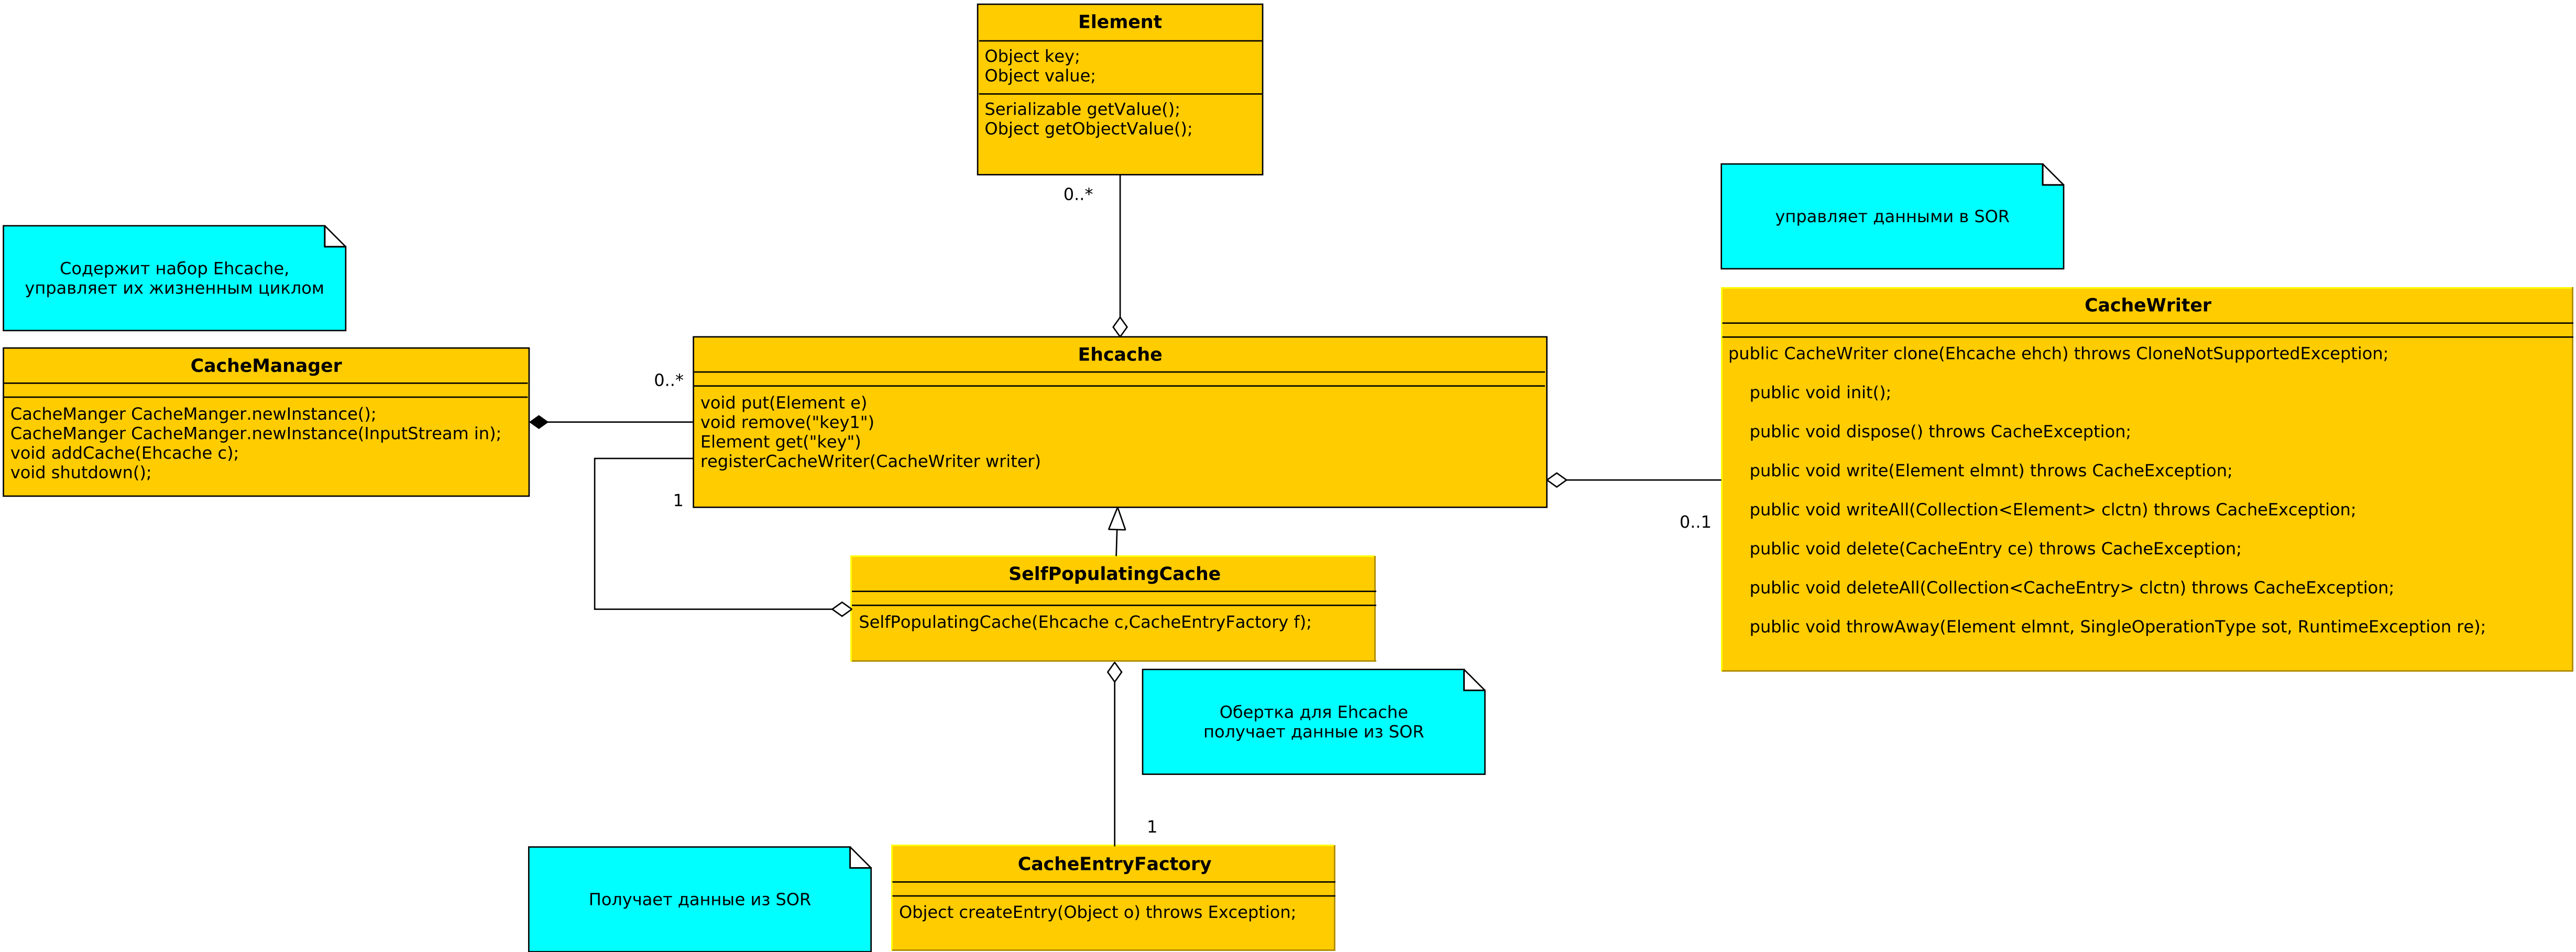 Element
Object key;
Object value;
Serializable getValue();
Object getObjectValue();
0..*
управляет данными в SOR
Содержит набор Ehcache,
управляет их жизненным циклом
CacheWriter
public CacheWriter clone(Ehcache ehch) throws CloneNotSupportedException;
public void init();
public void dispose() throws CacheException;
public void write(Element elmnt) throws CacheException;
public void writeAll(Collection<Element> clctn) throws CacheException;
public void delete(CacheEntry ce) throws CacheException;
public void deleteAll(Collection<CacheEntry> clctn) throws CacheException;
public void throwAway(Element elmnt, SingleOperationType sot, RuntimeException re);
CacheManager
CacheManger CacheManger.newInstance();
CacheManger CacheManger.newInstance(InputStream in);
void addCache(Ehcache c);
void shutdown();
0..*
1
Ehcache
void put(Element e)
void remove("key1")
Element get("key")
registerCacheWriter(CacheWriter writer)
0..1
SelfPopulatingCache
SelfPopulatingCache(Ehcache c,CacheEntryFactory f);
Обертка для Ehcache
получает данные из SOR
1
Получает данные из SOR
CacheEntryFactory
Object createEntry(Object o) throws Exception;